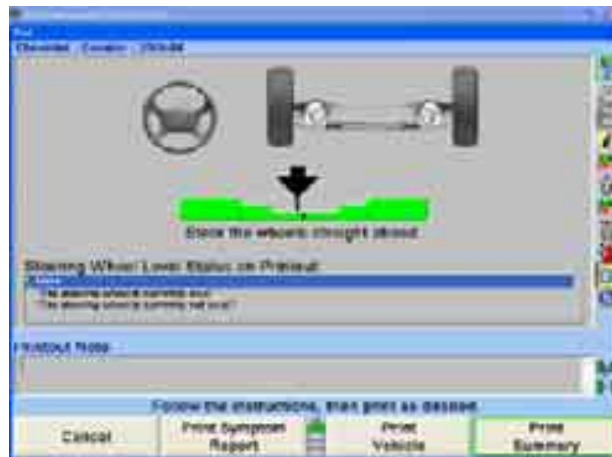 Chevrolet : Cavalier :
Steer the wheels straight ahead
Steering Wheel Level Status on Printout
The steering wheel is currently level
The steering wheel is currently not level
Printout Note
Follow the instructions, then print as desired.
Cancel
Print Symptom Report
Print Vehicle
Print Summary